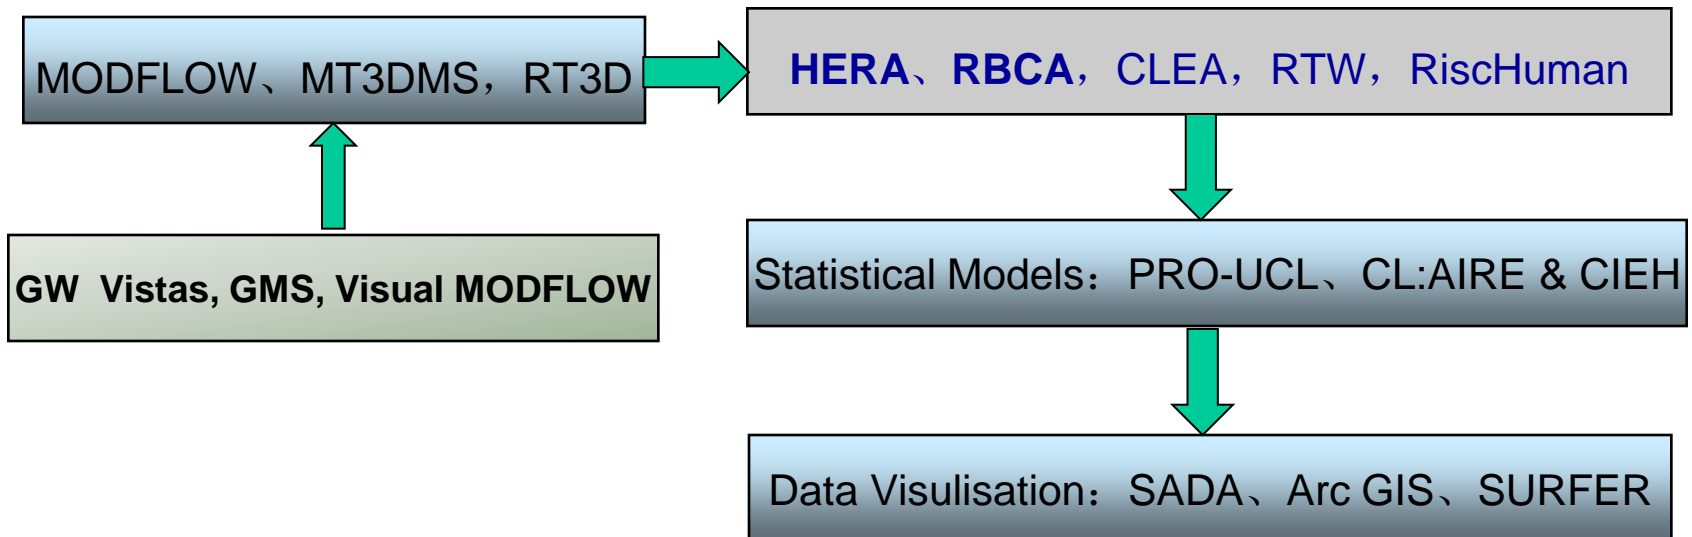 MODFLOW、MT3DMS，RT3D
HERA、RBCA，CLEA，RTW，RiscHuman
GW Vistas, GMS, Visual MODFLOW
Statistical Models：PRO-UCL、CL:AIRE & CIEH
Data Visulisation：SADA、Arc GIS、SURFER